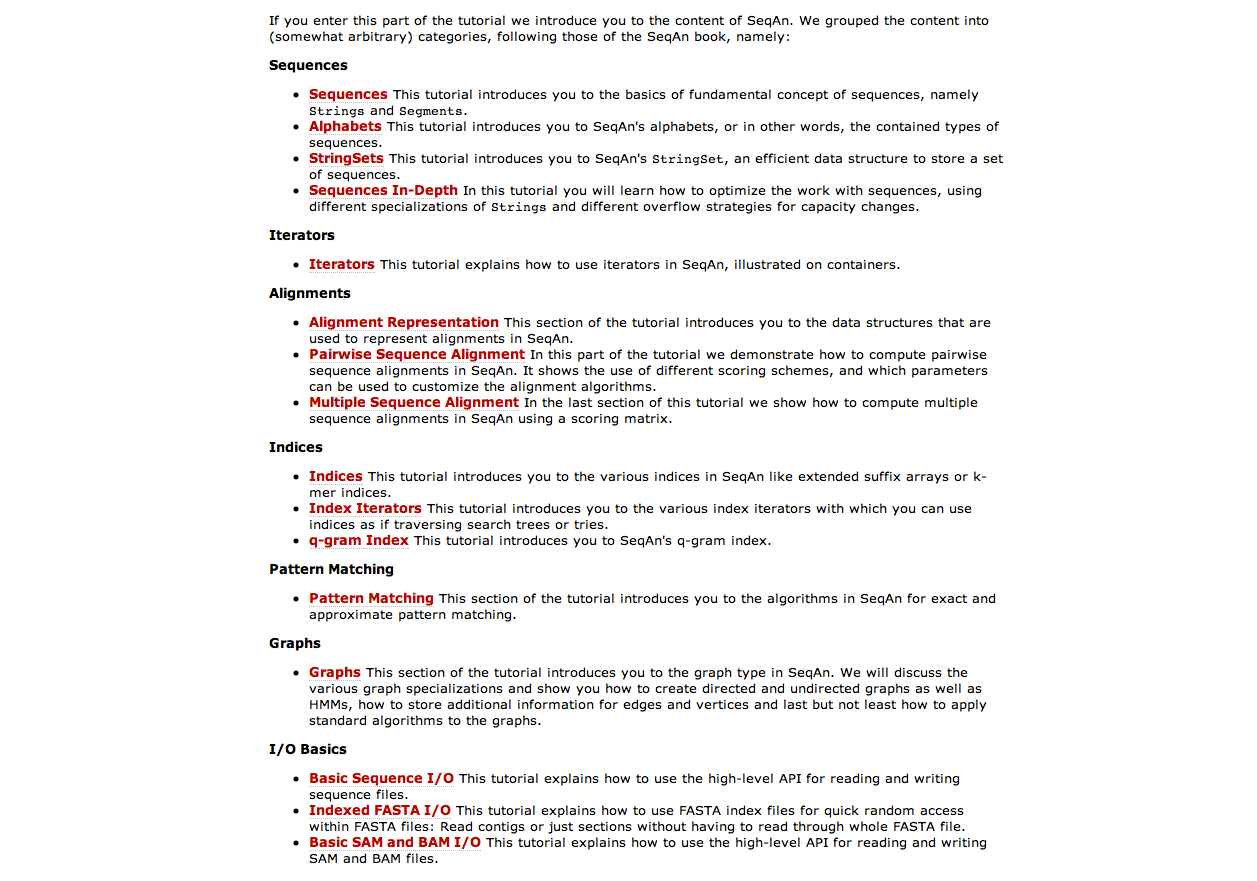 If you enter this part of the tutorial we introduce you to the content of SeqAn. We grouped the content into
(somewhat arbitrary) categories, following those of the SeqAn book, namely:
Sequences
• Sequences This tutorial introduces you to the basics of fundamental concept of sequences, namely
Strings and Segments.
• Alphabets This tutorial introduces you to SeqAn's alphabets, or in other words, the contained types of
sequences.
• StringSets This tutorial introduces you to SeqAn's StringSet, an efficient data structure to store a set
of sequences.
• Sequences In-Depth In this tutorial you will learn how to optimize the work with sequences, using
different specializations of Strings and different overflow strategies for capacity changes.
Iterators
• Iterators This tutorial explains how to use iterators in SeqAn, illustrated on containers.
Alignments
• Alignment Representation This section of the tutorial introduces you to the data structures that are
used to represent alignments in SeqAn.
• Pairwise Sequence Alignment In this part of the tutorial we demonstrate how to compute pairwise
sequence alignments in SeqAn. It shows the use of different scoring schemes, and which parameters
can be used to customize the alignment algorithms.
• Multiple Sequence Alignment In the last section of this tutorial we show how to compute multiple
sequence alignments in SeqAn using a scoring matrix.
Indices
• Indices This tutorial introduces you to the various indices in SeqAn like extended suffix arrays or k-
mer indices.
• Index Iterators This tutorial introduces you to the various index iterators with which you can use
indices as if traversing search trees or tries.
• q-gram Index This tutorial introduces you to SeqAn's q-gram index.
Pattern Matching
• Pattern Matching This section of the tutorial introduces you to the algorithms in SeqAn for exact and
approximate pattern matching.
Graphs
• Graphs This section of the tutorial introduces you to the graph type in SeqAn. We will discuss the
various graph specializations and show you how to create directed and undirected graphs as well as
HMMs, how to store additional information for edges and vertices and last but not least how to apply
standard algorithms to the graphs.
I/O Basics
• Basic Sequence I/O This tutorial explains how to use the high-level API for reading and writing
sequence files.
• Indexed FASTA I/O This tutorial explains how to use FASTA index files for quick random access
within FASTA files: Read contigs or just sections without having to read through whole FASTA file.
• Basic SAM and BAM I/O This tutorial explains how to use the high-level API for reading and writing
SAM and BAM files.